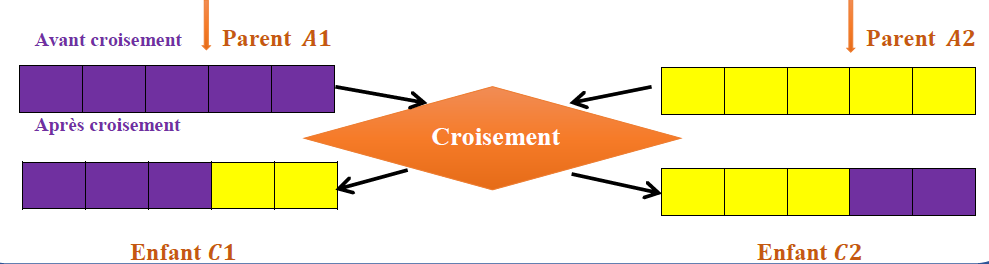 Avant croisement
Parent A1
Parent A2
Après croisement
Croisement
Enfant C1
Enfant C2